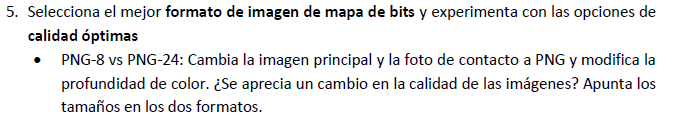 5. Selecciona el mejor formato de imagen de mapa de bits y experimenta con las opciones de
calidad óptimas
• PNG-8 vs PNG-24: Cambia la imagen principal y la foto de contacto a PNG y modifica la
profundidad de color. ¿Se aprecia un cambio en la calidad de las imágenes? Apunta los
tamaños en los dos formatos.